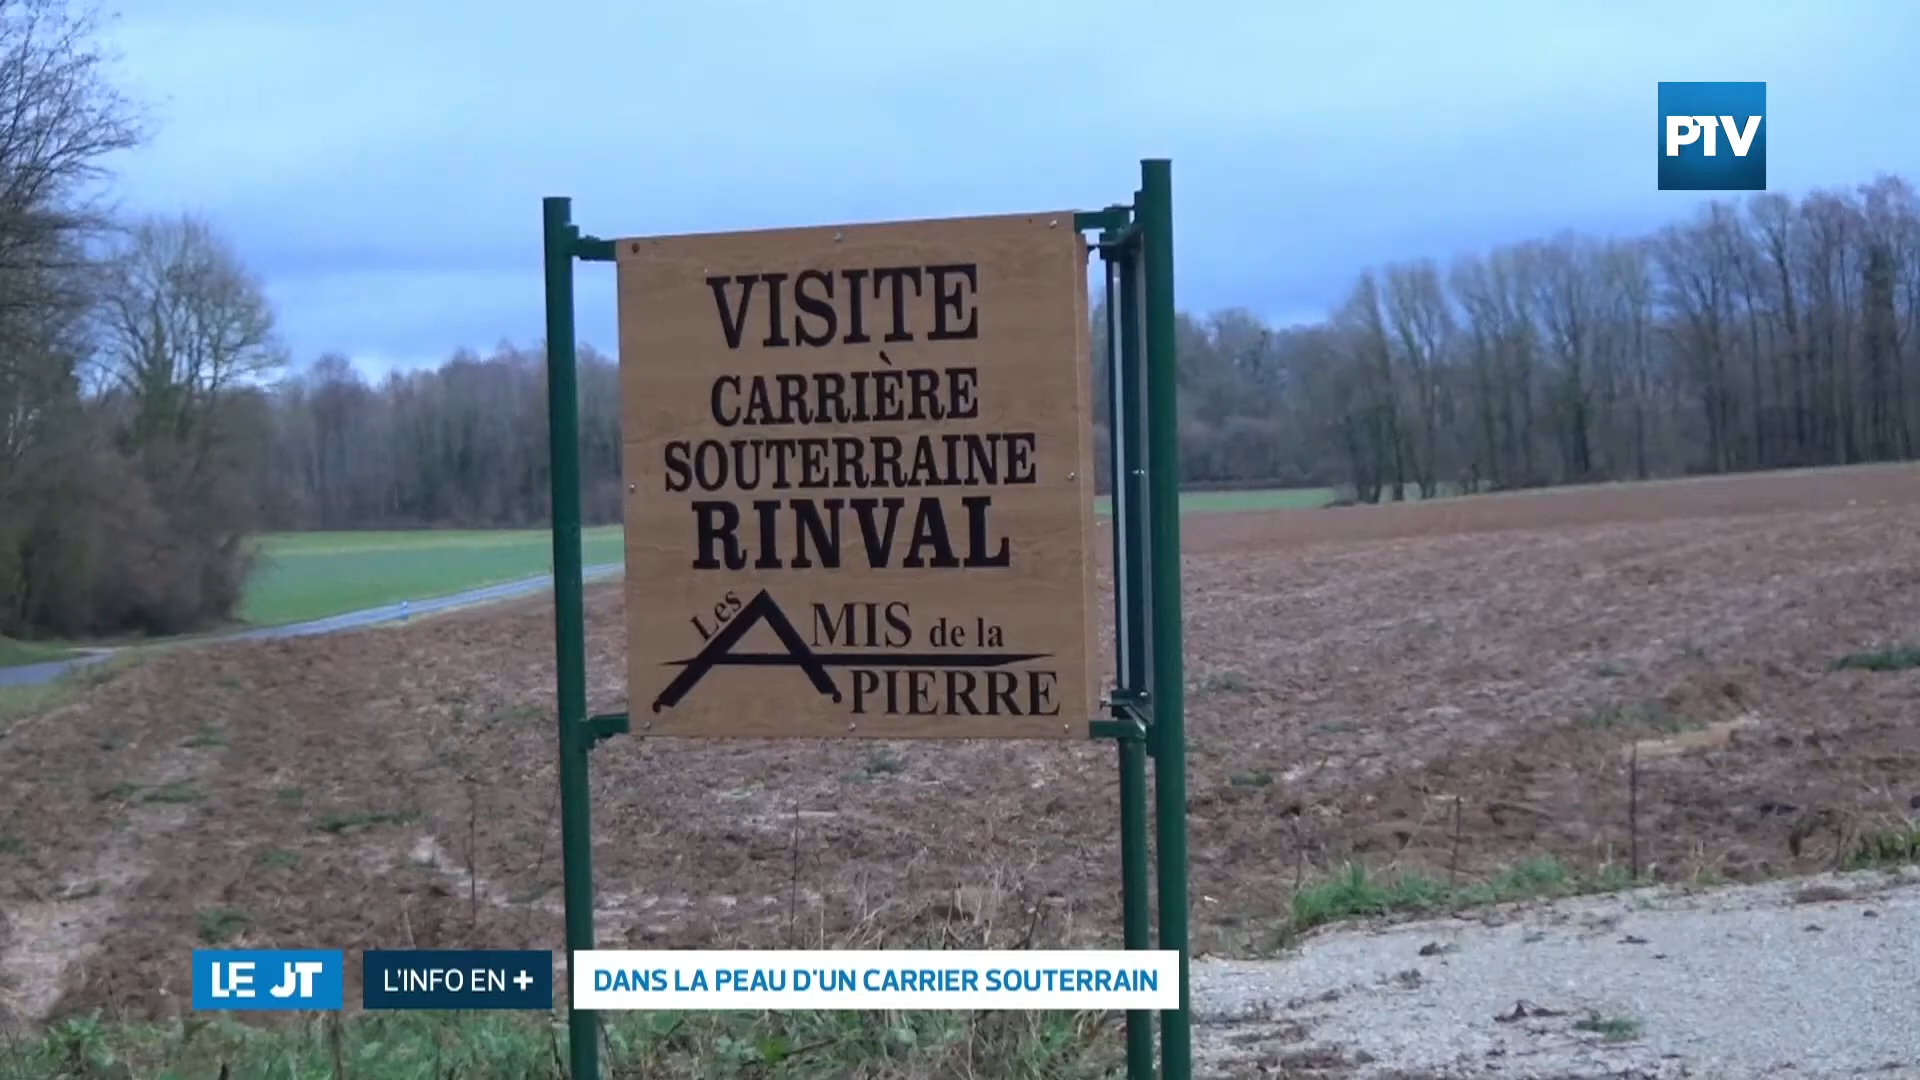 PTV
VISITE
CARRIÈRE
SOUTERRAINE
RINVAL
Les AMIS de la
PIERRE
LE JT
L'INFO EN +
DANS LA PEAU D'UN CARRIER SOUTERRAIN